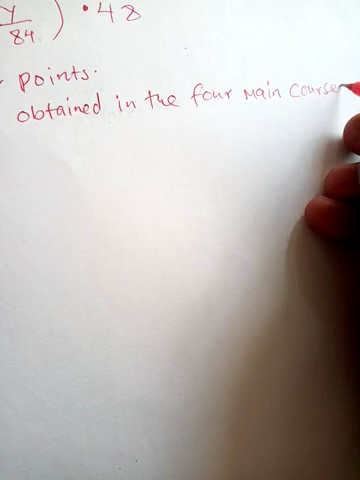 Y/84) • 48
points.
obtained in the four main course